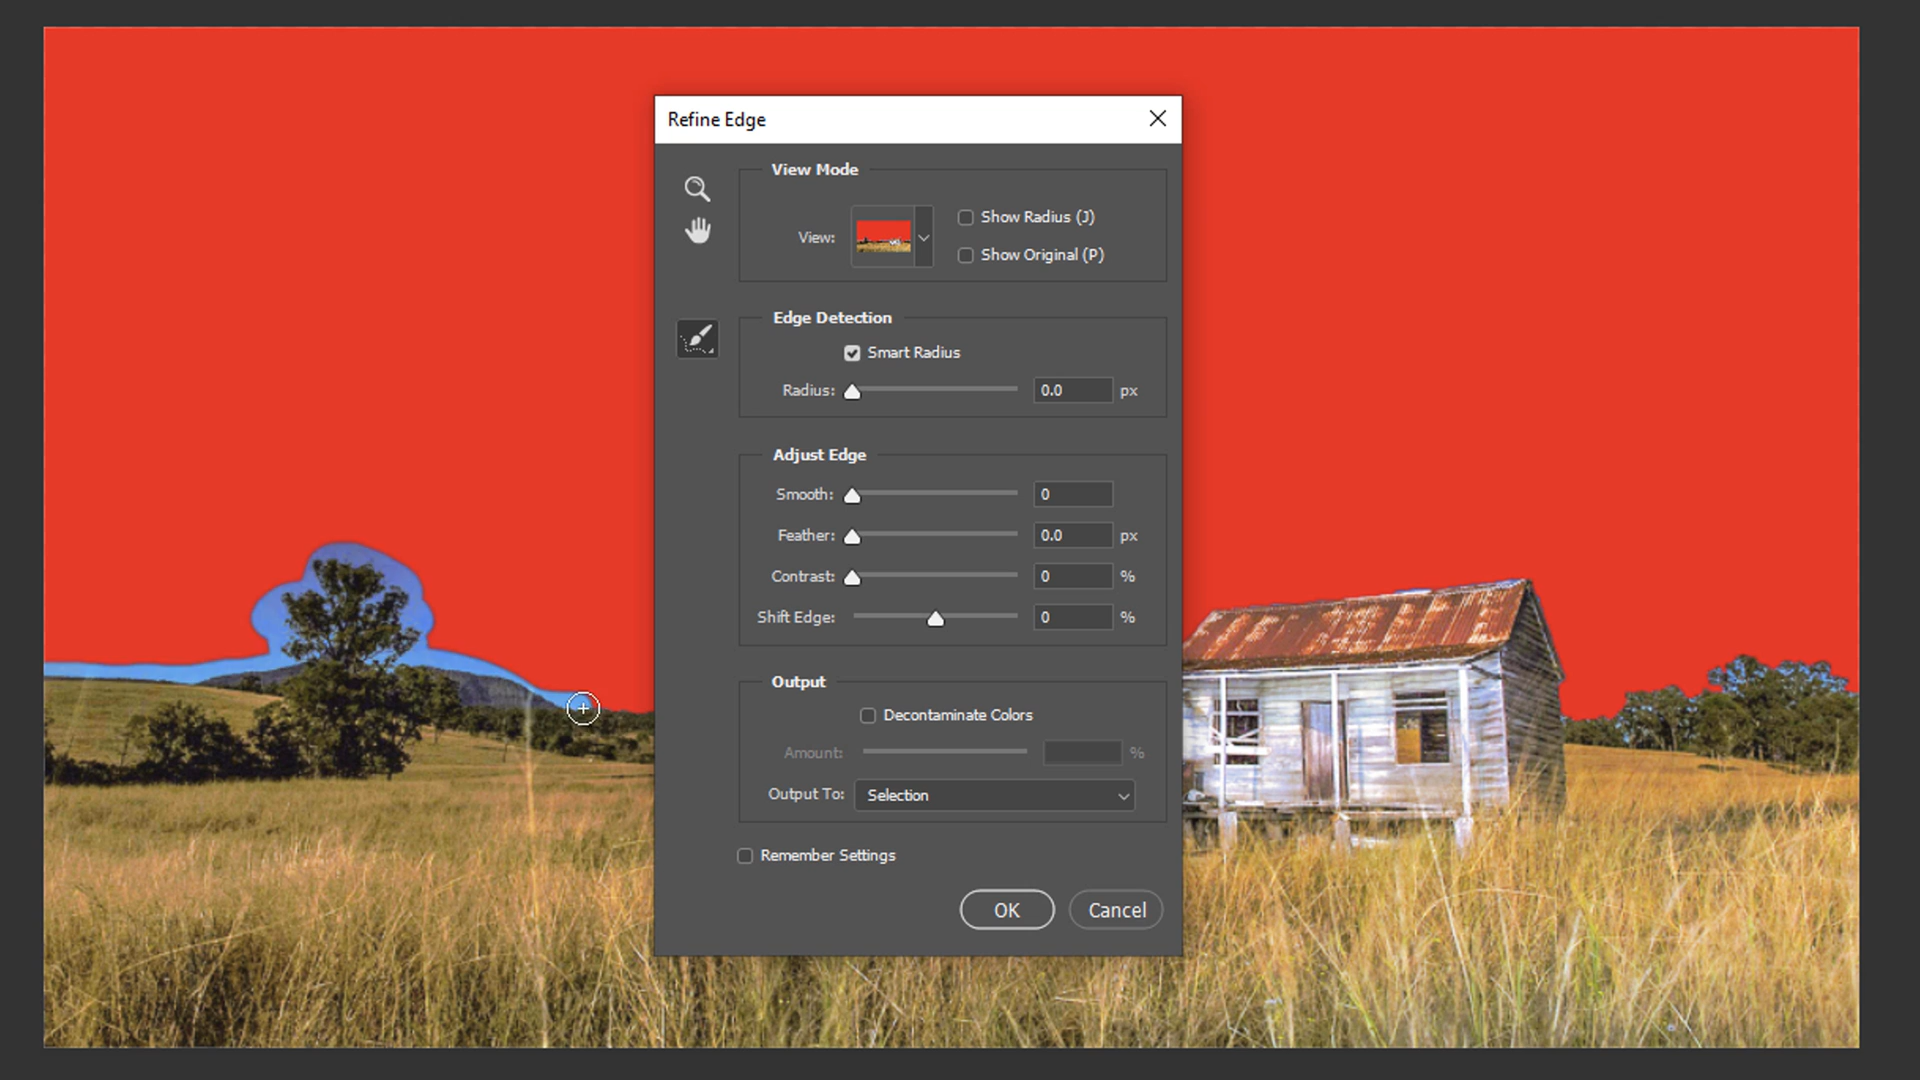 Refine Edge
View Mode
View:
Show Radius (J)
Show Original (P)
Edge Detection
Smart Radius
Radius: 0.0 px
Adjust Edge
Smooth: 0
Feather: 0.0 px
Contrast: 0 %
Shift Edge: 0 %
Output
Decontaminate Colors
Amount: %
Output To: Selection
Remember Settings
OK Cancel